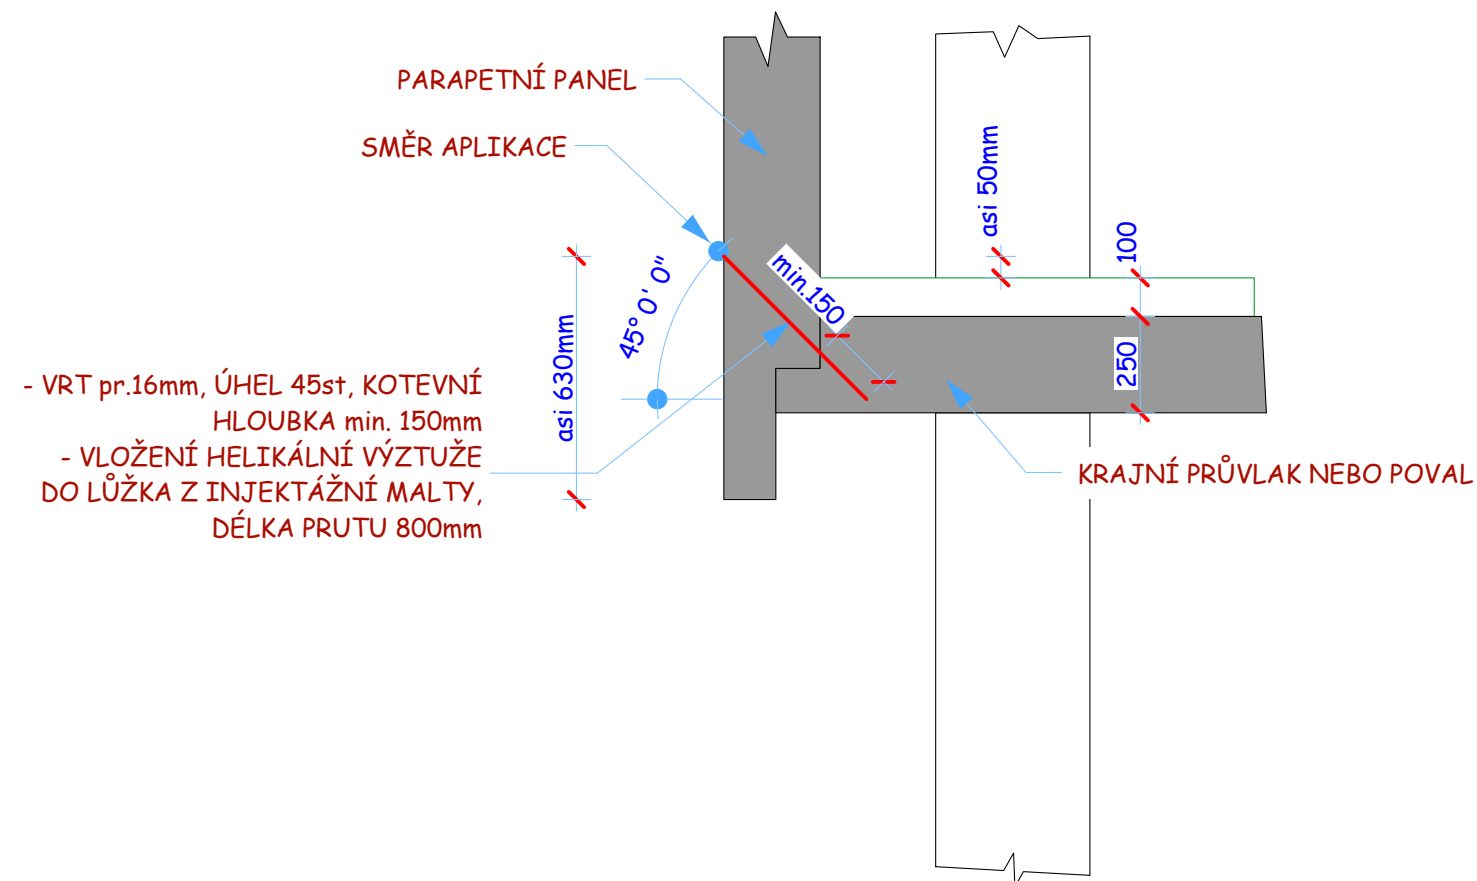 PARAPETNÍ PANEL
SMĚR APLIKACE
asi 50mm
100
min.150
45° 0' 0"
asi 630mm
250
- VRT pr.16mm, ÚHEL 45st, KOTEVNÍ
HLOUBKA min. 150mm
- VLOŽENÍ HELIKÁLNÍ VÝZTUŽE
DO LŮŽKA Z INJEKTÁŽNÍ MALTY,
DÉLKA PRUTU 800mm
KRAJNÍ PRŮVLAK NEBO POVAL